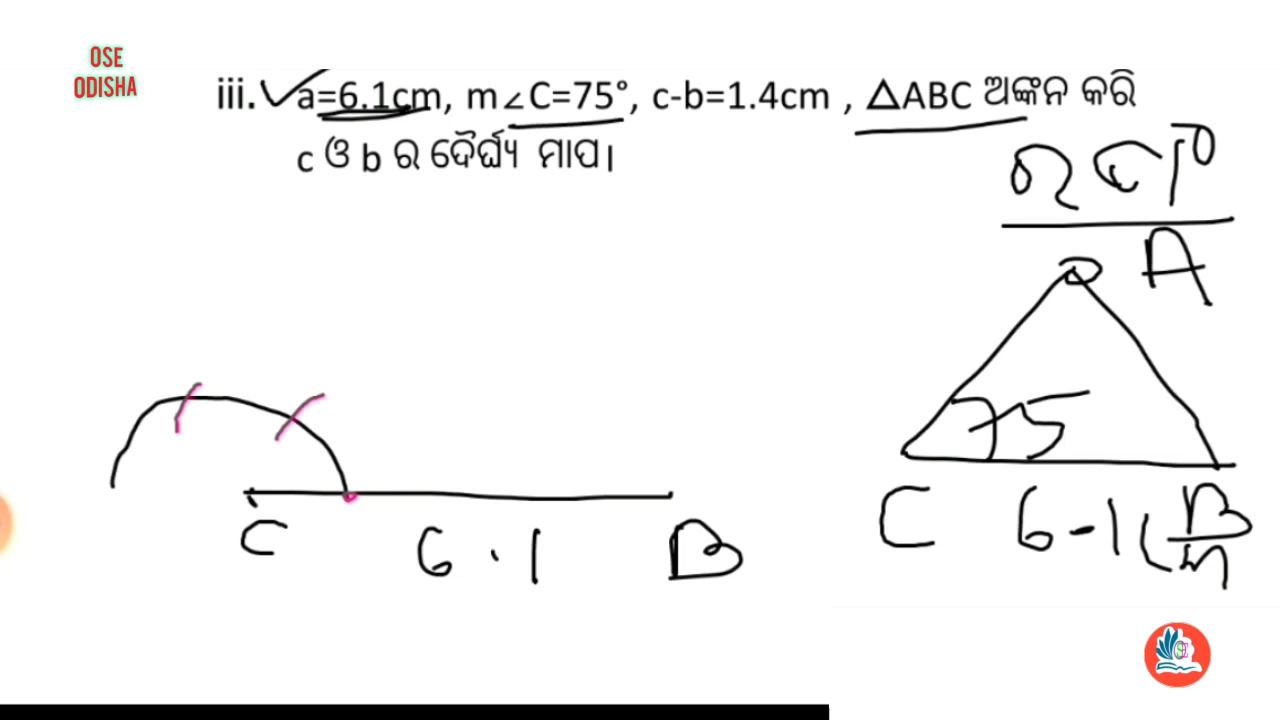 OSE
ODISHA
iii. a=6.1cm, m∠C=75°, c-b=1.4cm , △ABC ଅଙ୍କନ କରି
c ଓ b ର ଦୈର୍ଘ୍ୟ ମାପ।
A
75
C 6-1 B
C 6.1 B